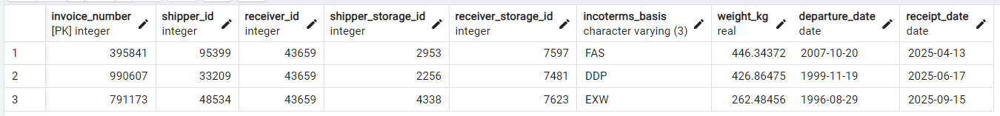 invoice_number shipper_id receiver_id shipper_storage_id receiver_storage_id incoterms_basis weight_kg departure_date receipt_date
[PK] integer integer integer integer integer character varying (3) real date date
1 395841 95399 43659 2953 7597 FAS 446.34372 2007-10-20 2025-04-13
2 990607 33209 43659 2256 7481 DDP 426.86475 1999-11-19 2025-06-17
3 791173 48534 43659 4338 7623 EXW 262.48456 1996-08-29 2025-09-15